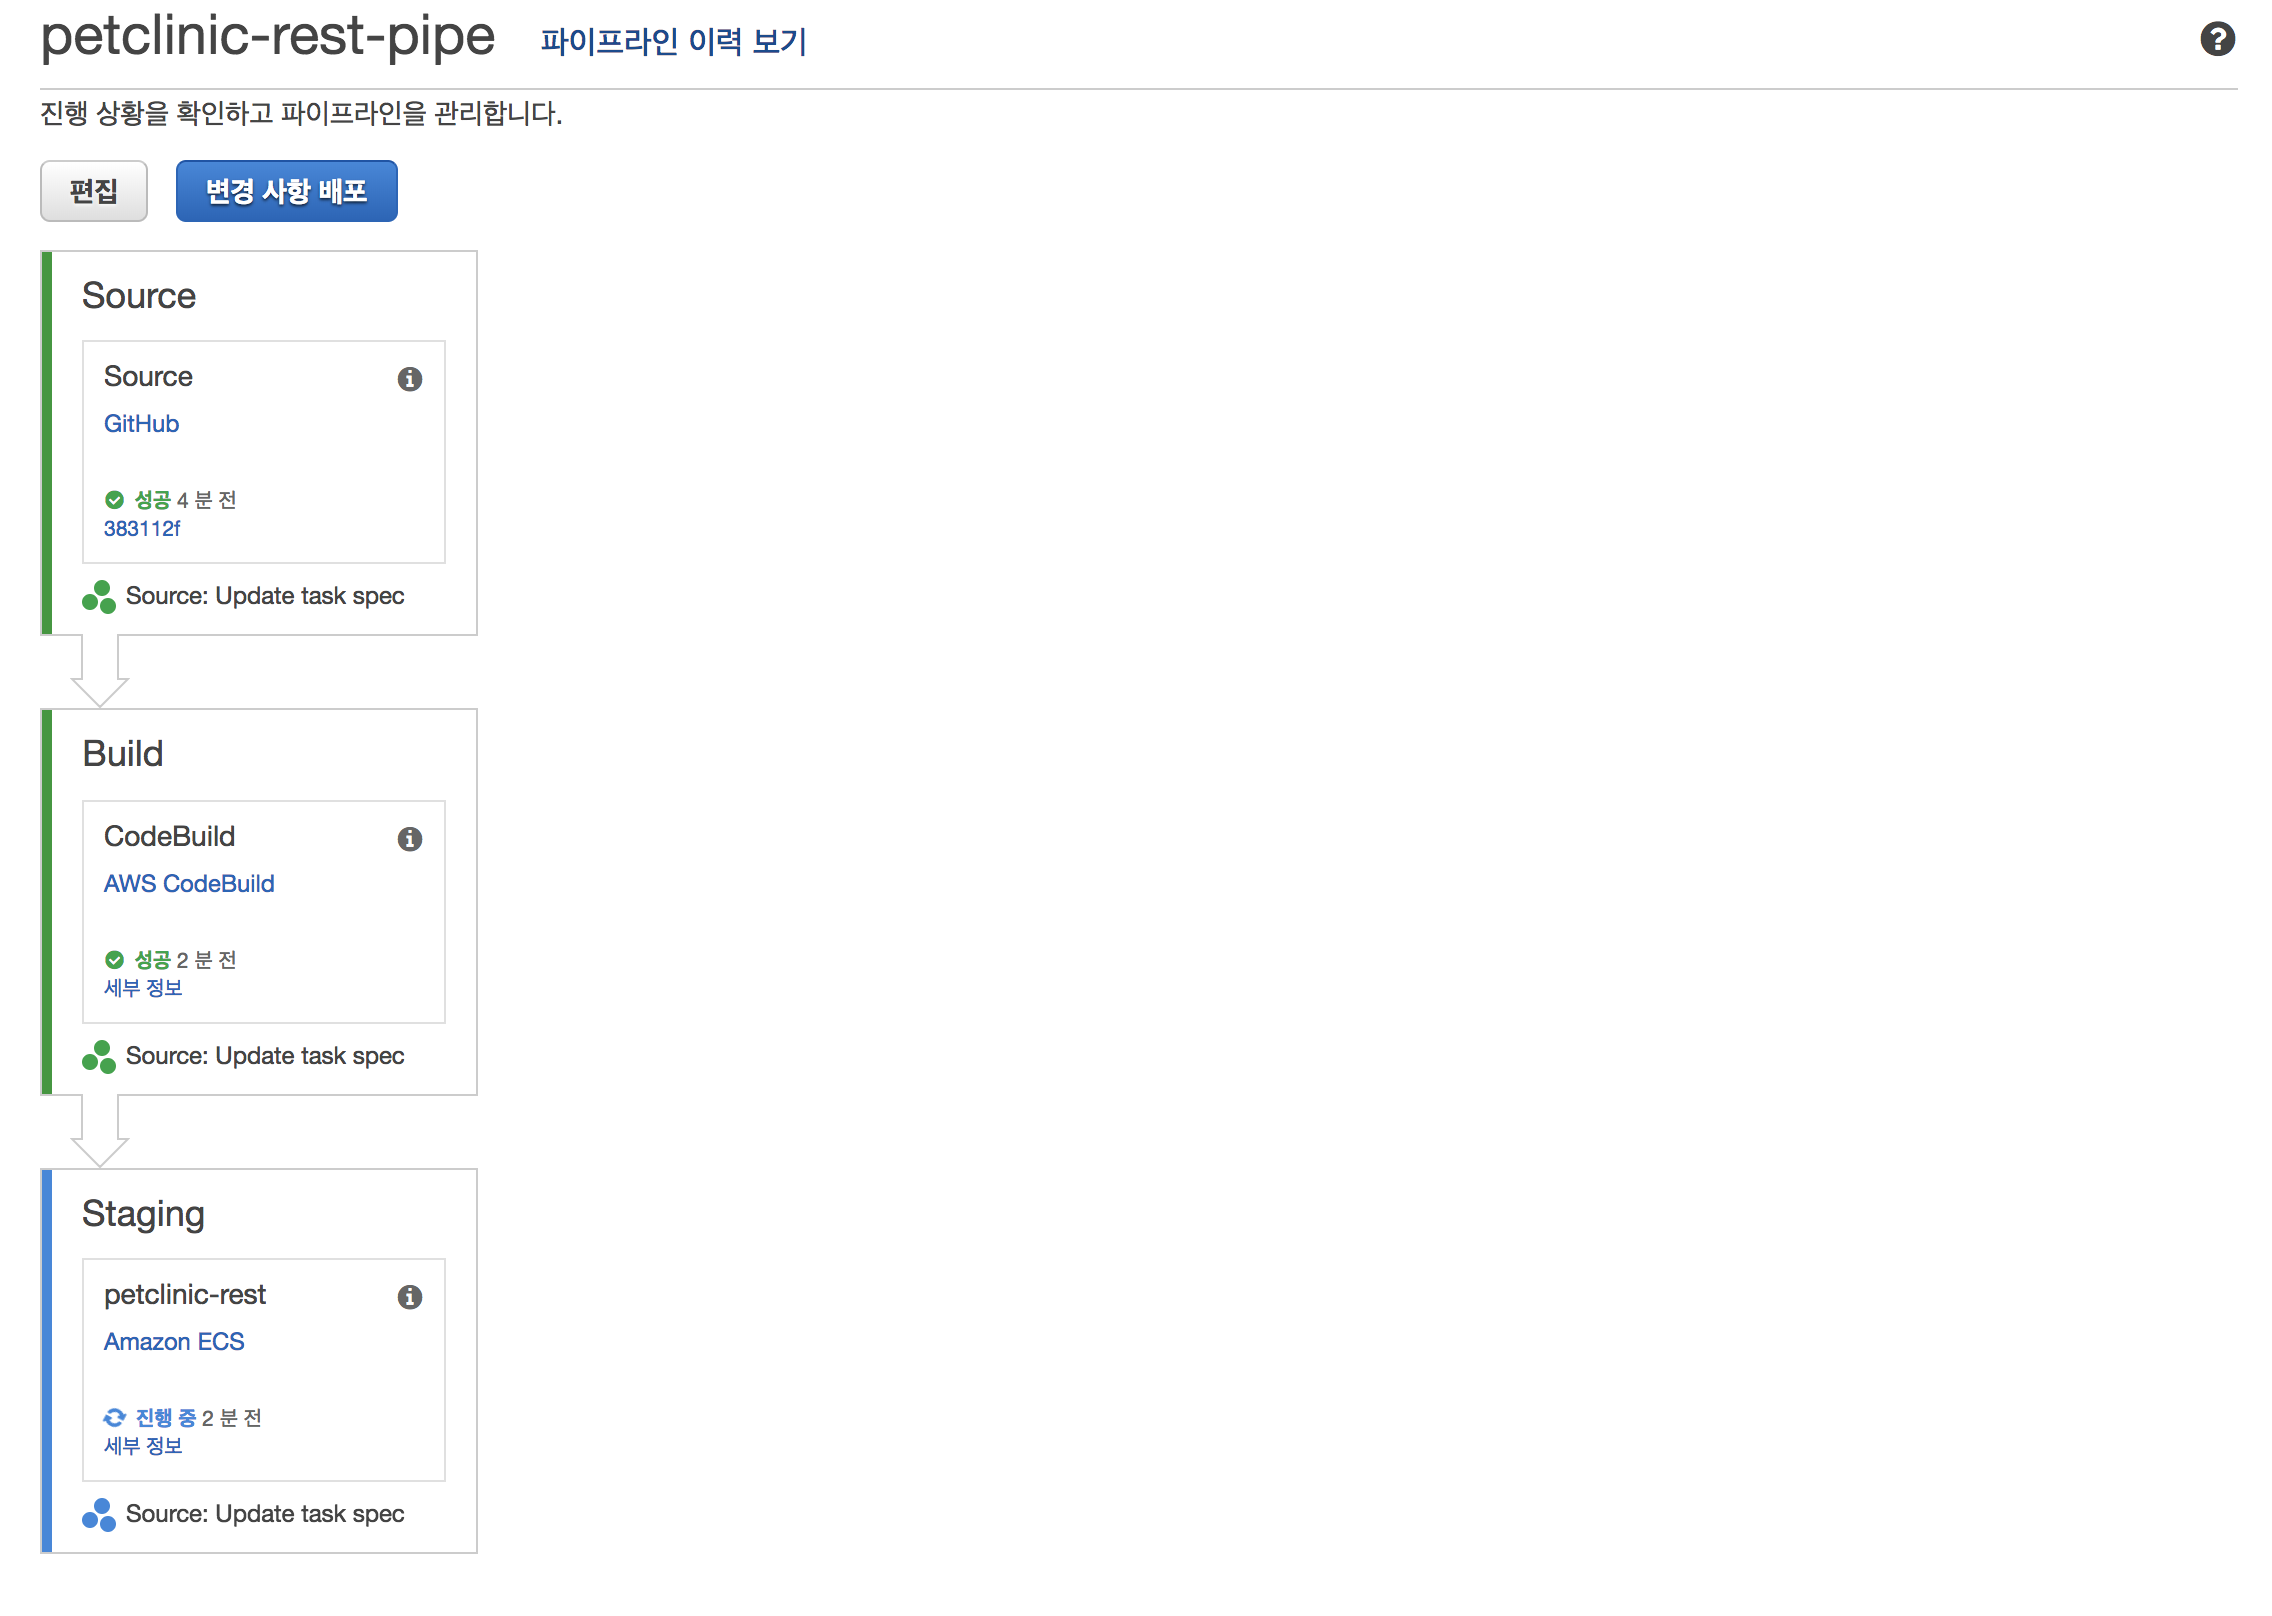 petclinic-rest-pipe 파이프라인 이력 보기
진행 상황을 확인하고 파이프라인을 관리합니다.
편집 변경 사항 배포
Source
Source
GitHub
성공 4 분 전
383112f
Source: Update task spec
Build
CodeBuild
AWS CodeBuild
성공 2 분 전
세부 정보
Source: Update task spec
Staging
petclinic-rest
Amazon ECS
진행 중 2 분 전
세부 정보
Source: Update task spec